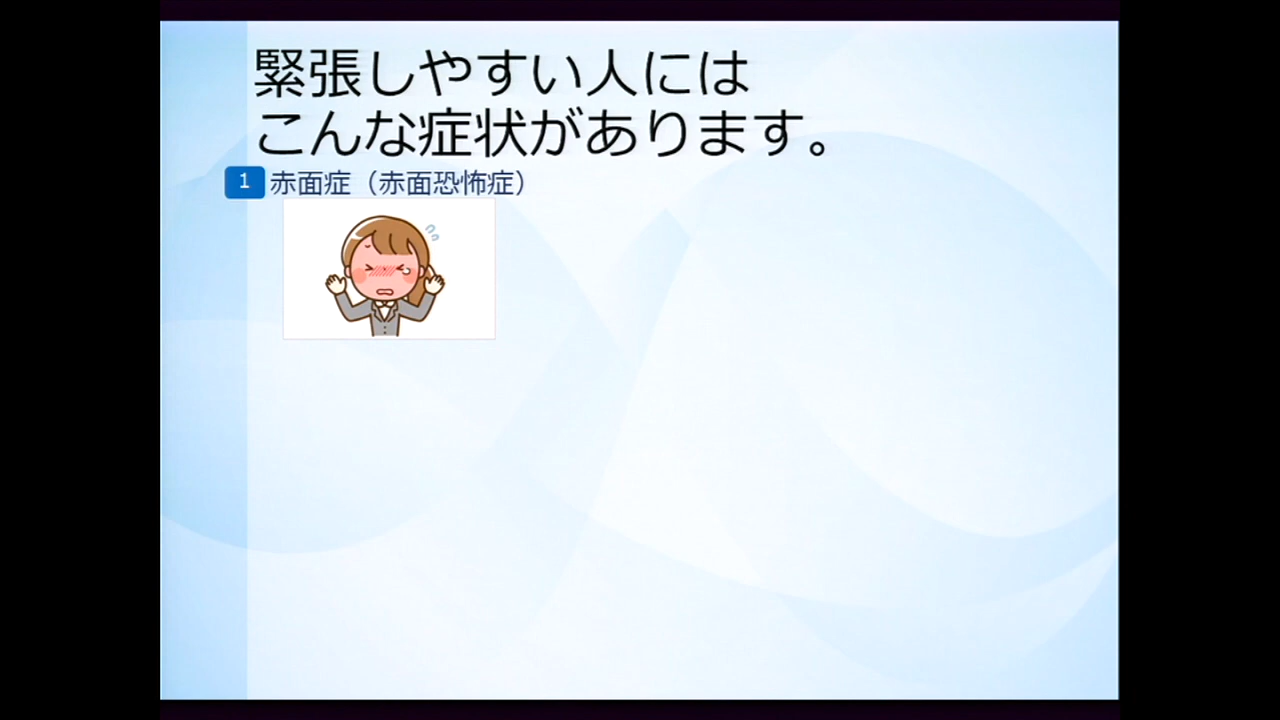 緊張しやすい人には
こんな症状があります。
1 赤面症（赤面恐怖症）